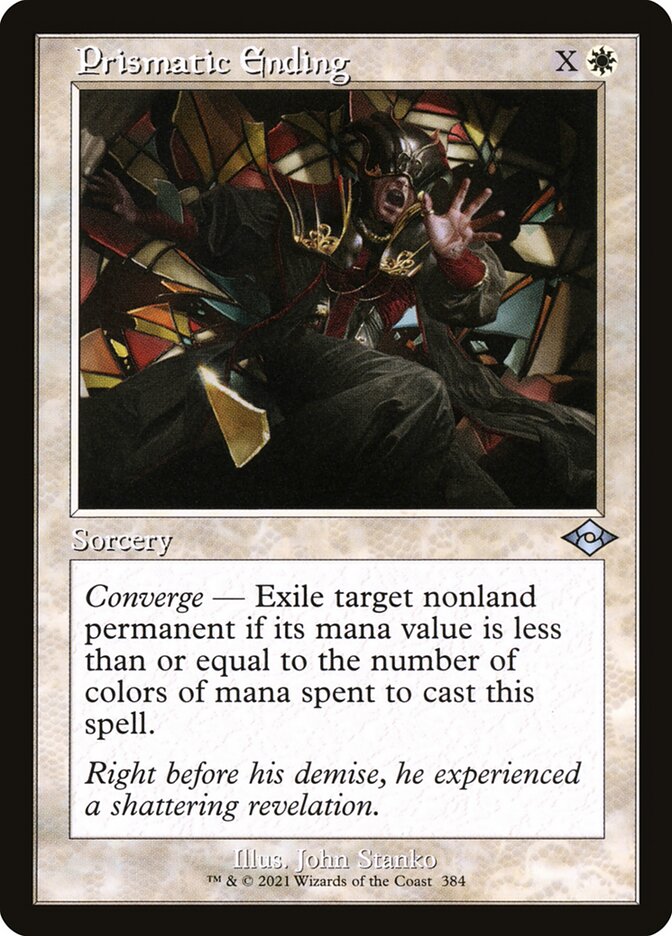 Prismatic Ending X
Sorcery
Converge — Exile target nonland
permanent if its mana value is less
than or equal to the number of
colors of mana spent to cast this
spell.
Right before his demise, he experienced
a shattering revelation.
Illus. John Stanko
™ & © 2021 Wizards of the Coast 384